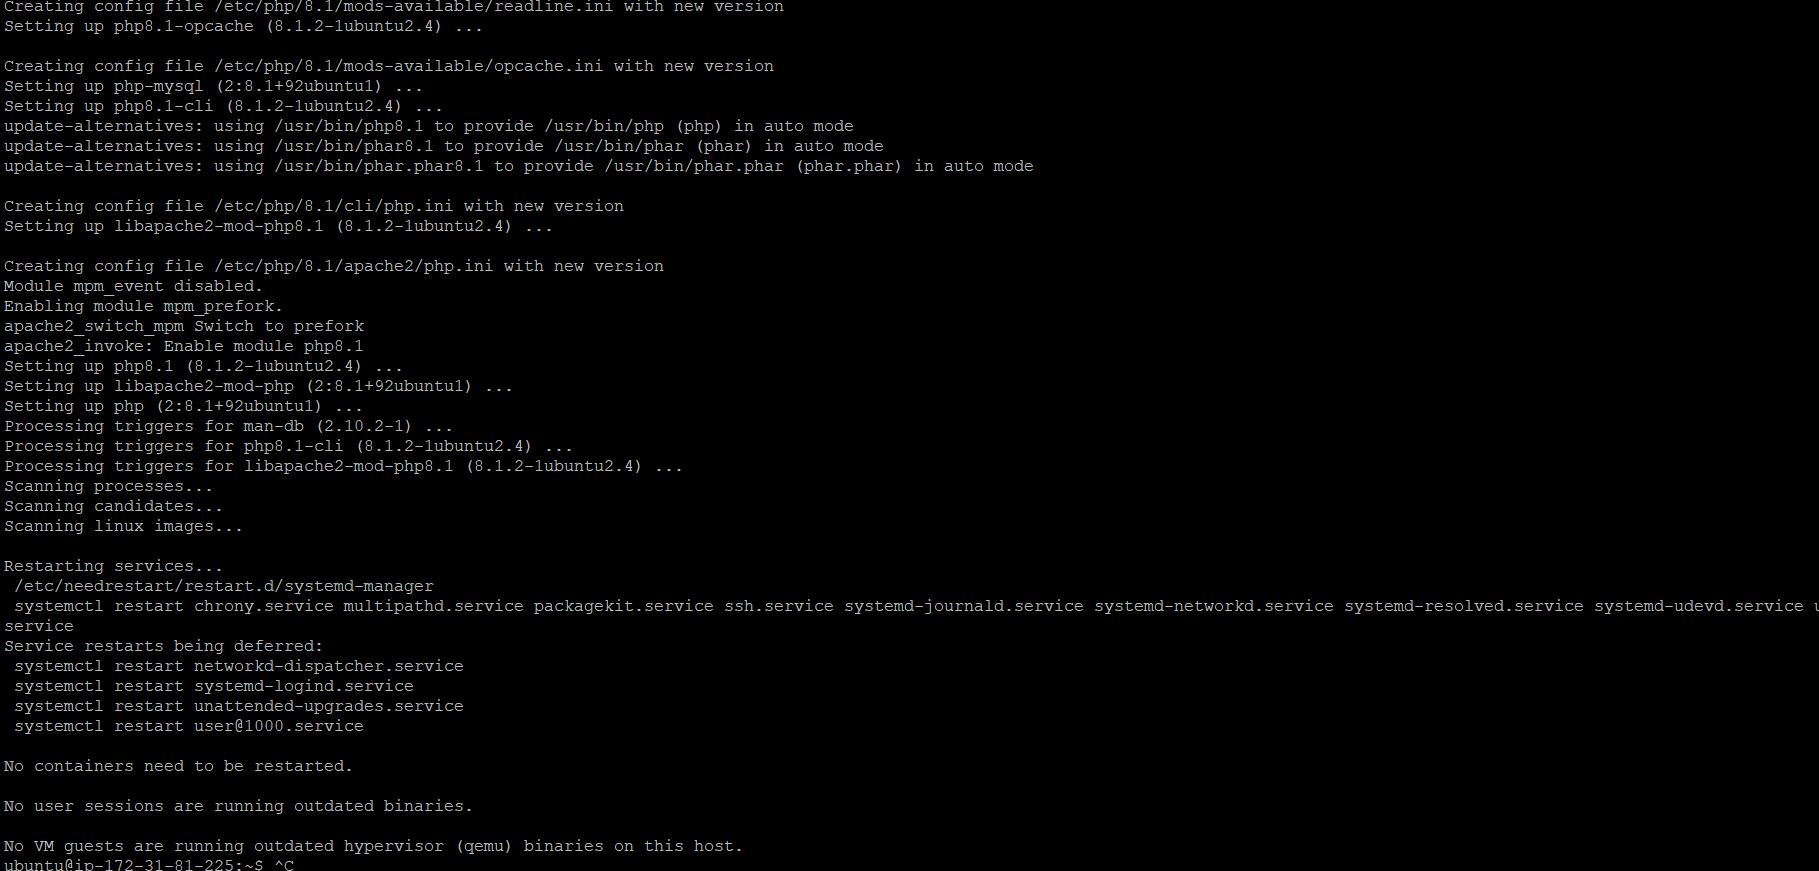 Creating config file /etc/php/8.1/mods-available/readline.ini with new version
Setting up php8.1-opcache (8.1.2-1ubuntu2.4) ...
Creating config file /etc/php/8.1/mods-available/opcache.ini with new version
Setting up php-mysql (2:8.1+92ubuntu1) ...
Setting up php8.1-cli (8.1.2-1ubuntu2.4) ...
update-alternatives: using /usr/bin/php8.1 to provide /usr/bin/php (php) in auto mode
update-alternatives: using /usr/bin/phar8.1 to provide /usr/bin/phar (phar) in auto mode
update-alternatives: using /usr/bin/phar.phar8.1 to provide /usr/bin/phar.phar (phar.phar) in auto mode
Creating config file /etc/php/8.1/cli/php.ini with new version
Setting up libapache2-mod-php8.1 (8.1.2-1ubuntu2.4) ...
Creating config file /etc/php/8.1/apache2/php.ini with new version
Module mpm_event disabled.
Enabling module mpm_prefork.
apache2_switch_mpm Switch to prefork
apache2_invoke: Enable module php8.1
Setting up php8.1 (8.1.2-1ubuntu2.4) ...
Setting up libapache2-mod-php (2:8.1+92ubuntu1) ...
Setting up php (2:8.1+92ubuntu1) ...
Processing triggers for man-db (2.10.2-1) ...
Processing triggers for php8.1-cli (8.1.2-1ubuntu2.4) ...
Processing triggers for libapache2-mod-php8.1 (8.1.2-1ubuntu2.4) ...
Scanning processes...
Scanning candidates...
Scanning linux images...
Restarting services...
/etc/needrestart/restart.d/systemd-manager
systemctl restart chrony.service multipathd.service packagekit.service ssh.service systemd-journald.service systemd-networkd.service systemd-resolved.service systemd-udevd.service
service
Service restarts being deferred:
systemctl restart networkd-dispatcher.service
systemctl restart systemd-logind.service
systemctl restart unattended-upgrades.service
systemctl restart user@1000.service
No containers need to be restarted.
No user sessions are running outdated binaries.
No VM guests are running outdated hypervisor (qemu) binaries on this host.
ubuntu@ip-172-31-81-225:~$ ^C